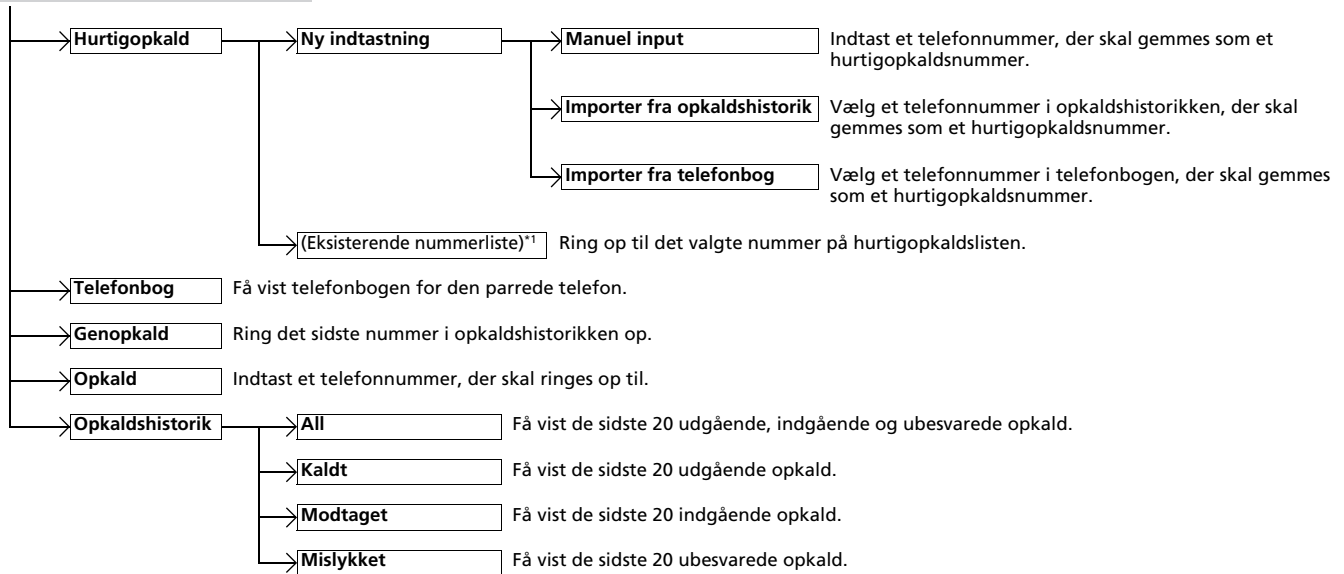 Hurtigopkald
Ny indtastning
Manuel input
Indtast et telefonnummer, der skal gemmes som et
hurtigopkaldsnummer.
Importer fra opkaldshistorik
Vælg et telefonnummer i opkaldshistorikken, der skal
gemmes som et hurtigopkaldsnummer.
Importer fra telefonbog
Vælg et telefonnummer i telefonbogen, der skal gemmes
som et hurtigopkaldsnummer.
(Eksisterende nummerliste)*1
Ring op til det valgte nummer på hurtigopkaldslisten.
Telefonbog
Få vist telefonbogen for den parrede telefon.
Genopkald
Ring det sidste nummer i opkaldshistorikken op.
Opkald
Indtast et telefonnummer, der skal ringes op til.
Opkaldshistorik
All
Få vist de sidste 20 udgående, indgående og ubesvarede opkald.
Kaldt
Få vist de sidste 20 udgående opkald.
Modtaget
Få vist de sidste 20 indgående opkald.
Mislykket
Få vist de sidste 20 ubesvarede opkald.